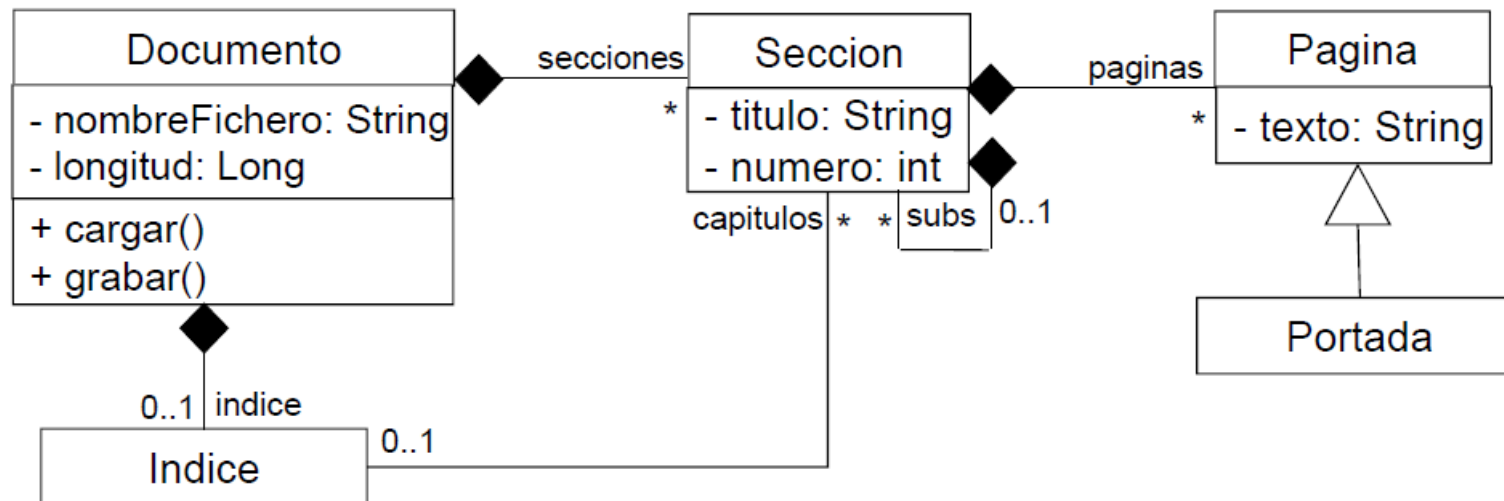 Documento
- nombreFichero: String
- longitud: Long
+ cargar()
+ grabar()
secciones
*
Seccion
- titulo: String
- numero: int
paginas
*
Pagina
- texto: String
capitulos
*
*
subs
0..1
Portada
0..1
indice
0..1
Indice